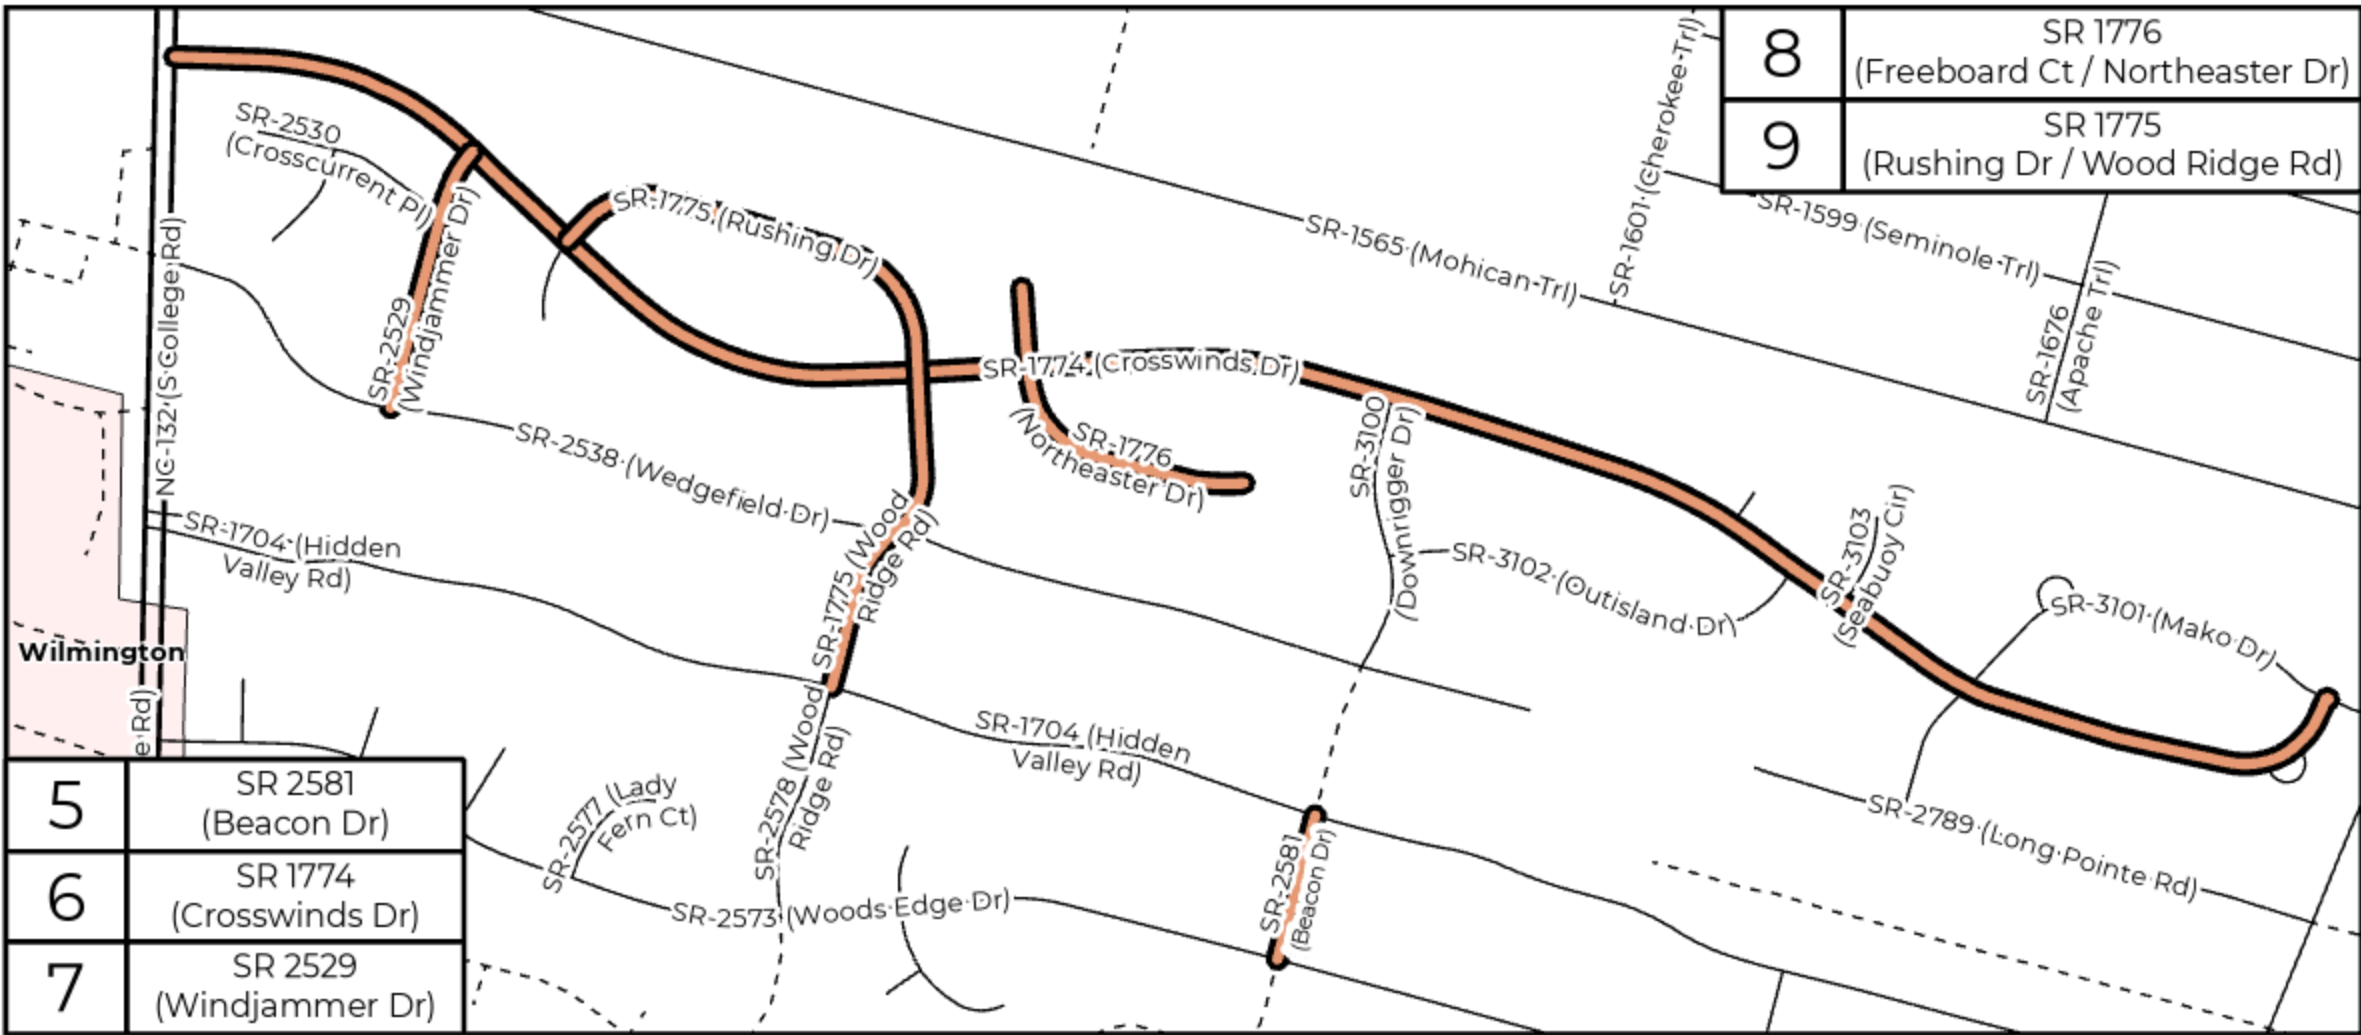 8
SR 1776
(Freeboard Ct / Northeaster Dr)
9
SR 1775
(Rushing Dr / Wood Ridge Rd)
SR-2530
(Crosscurrent Pl)
SR-2529
(Windjammer Dr)
SR-1775 (Rushing Dr)
NC-132 (S College Rd)
SR-1565 (Mohican Trl)
SR-1601 (Cherokee Trl)
SR-1599 (Seminole Trl)
SR-1676
(Apache Trl)
SR-1774 (Crosswinds Dr)
SR-1776
(Northeaster Dr)
SR-2538 (Wedgefield Dr)
SR-3100
(Downrigger Dr)
SR-1704 (Hidden
Valley Rd)
SR-1775 (Wood
Ridge Rd)
SR-3102 (Outisland Dr)
SR-3103
(Seabuoy Cir)
SR-3101 (Mako Dr)
Wilmington
e Rd)
SR-2578 (Wood
Ridge Rd)
SR-1704 (Hidden
Valley Rd)
SR-2577 (Lady
Fern Ct)
SR-2789 (Long Pointe Rd)
SR-2581
(Beacon Dr)
SR-2573 (Woods Edge Dr)
5
SR 2581
(Beacon Dr)
6
SR 1774
(Crosswinds Dr)
7
SR 2529
(Windjammer Dr)